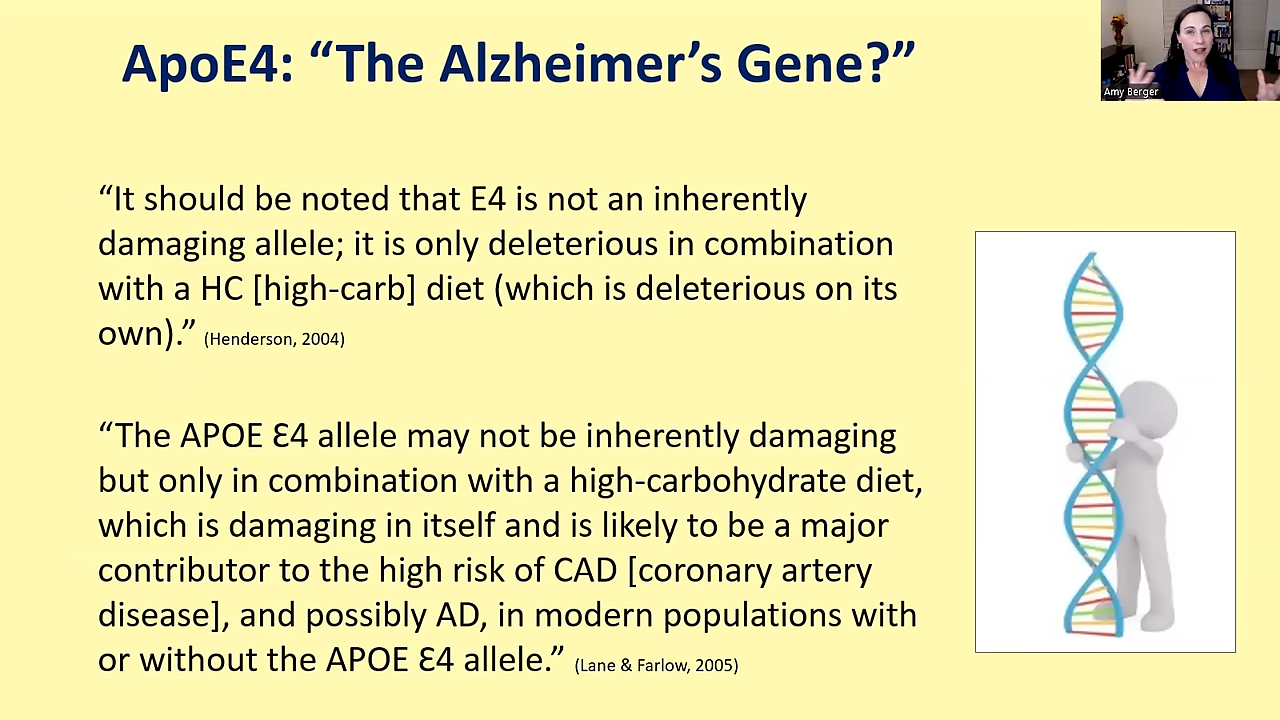 ApoE4: “The Alzheimer’s Gene?”
Amy Berger
“It should be noted that E4 is not an inherently
damaging allele; it is only deleterious in combination
with a HC [high-carb] diet (which is deleterious on its
own).” (Henderson, 2004)
“The APOE Ɛ4 allele may not be inherently damaging
but only in combination with a high-carbohydrate diet,
which is damaging in itself and is likely to be a major
contributor to the high risk of CAD [coronary artery
disease], and possibly AD, in modern populations with
or without the APOE Ɛ4 allele.” (Lane & Farlow, 2005)